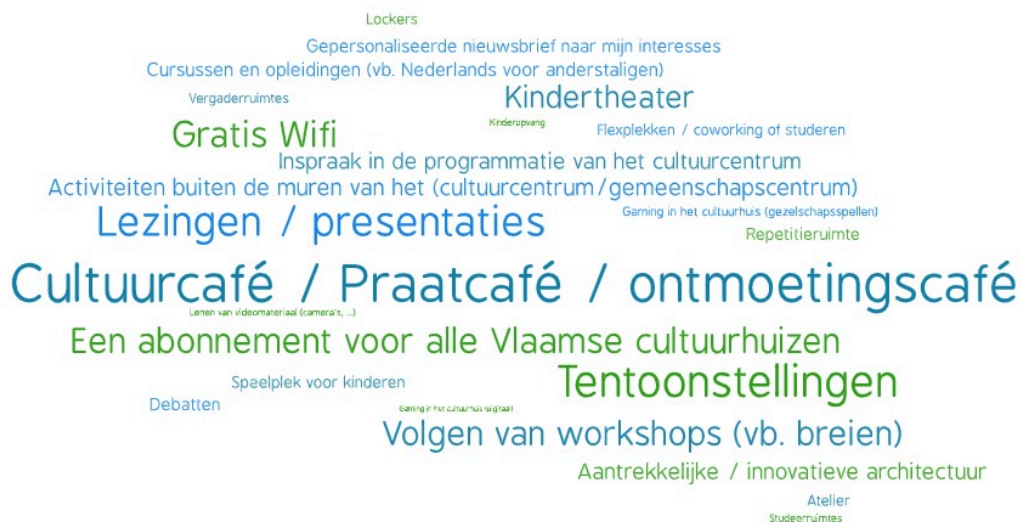 Lockers
Gepersonaliseerde nieuwsbrief naar mijn interesses
Cursussen en opleidingen (vb. Nederlands voor anderstaligen)
Vergaderruimtes
Kindertheater
Gratis Wifi
Kinderopvang
Flexplekken / coworking of studeren
Inspraak in de programmatie van het cultuurcentrum
Activiteiten buiten de muren van het (cultuurcentrum/gemeenschapscentrum)
Lezingen / presentaties
Gaming in het cultuurhuis (gezelschapsspellen)
Repetitieruimte
Cultuurcafé / Praatcafé / ontmoetingscafé
Lenen van videomateriaal (camera's, ...)
Een abonnement voor alle Vlaamse cultuurhuizen
Speelplek voor kinderen
Tentoonstellingen
Debatten
Gaming in het cultuurhuis (digitaal)
Volgen van workshops (vb. breien)
Aantrekkelijke / innovatieve architectuur
Atelier
Studeerruimtes